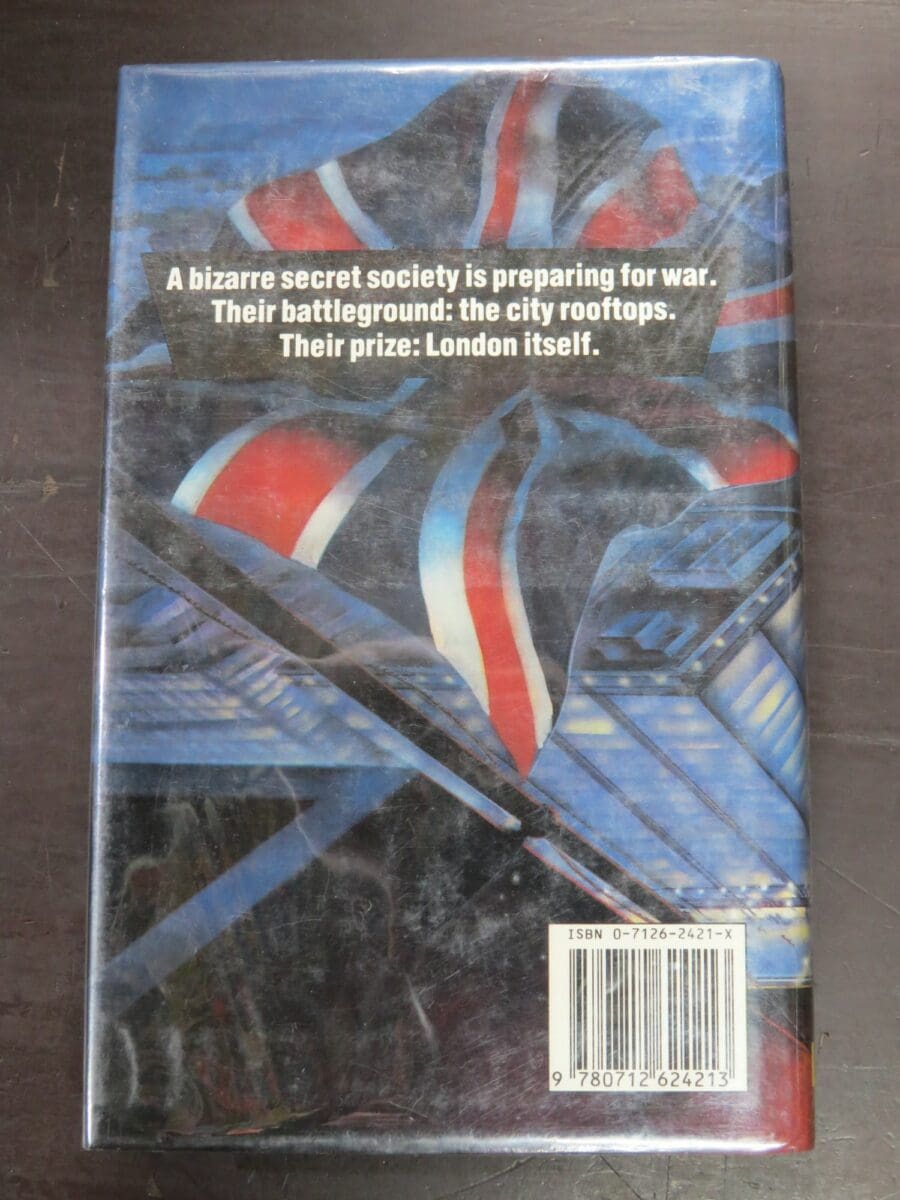 A bizarre secret society is preparing for war.
Their battleground: the city rooftops.
Their prize: London itself.
ISBN 0-7126-2421-X
9 780712 624213